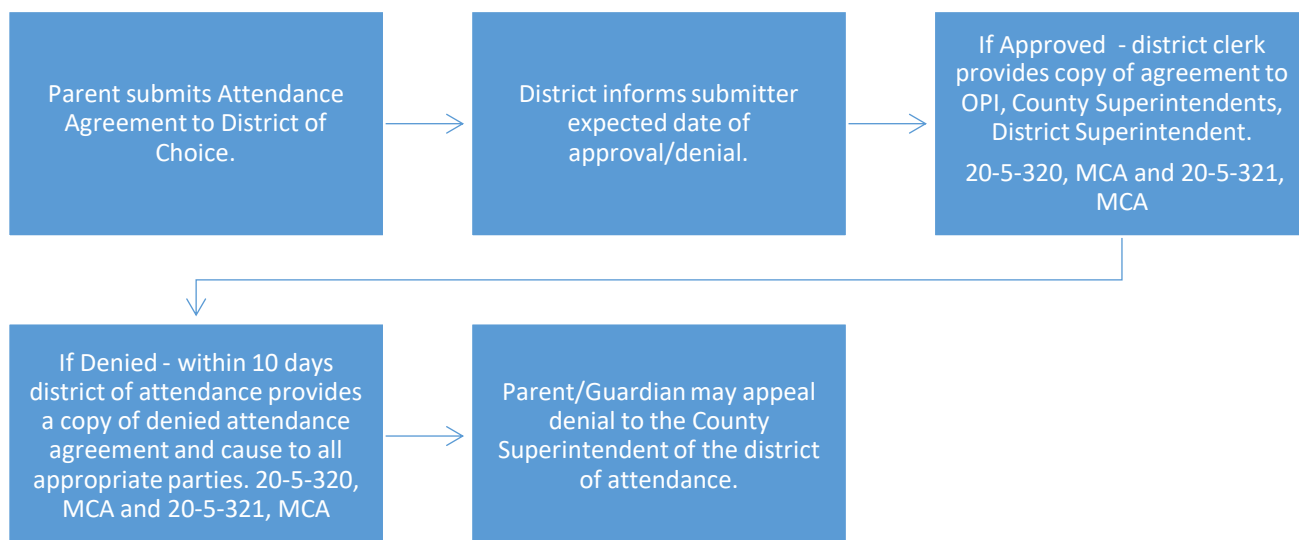 Parent submits Attendance
Agreement to District of
Choice.
District informs submitter
expected date of
approval/denial.
If Approved - district clerk
provides copy of agreement to
OPI, County Superintendents,
District Superintendent.
20-5-320, MCA and 20-5-321,
MCA
If Denied - within 10 days
district of attendance provides
a copy of denied attendance
agreement and cause to all
appropriate parties. 20-5-320,
MCA and 20-5-321, MCA
Parent/Guardian may appeal
denial to the County
Superintendent of the district
of attendance.